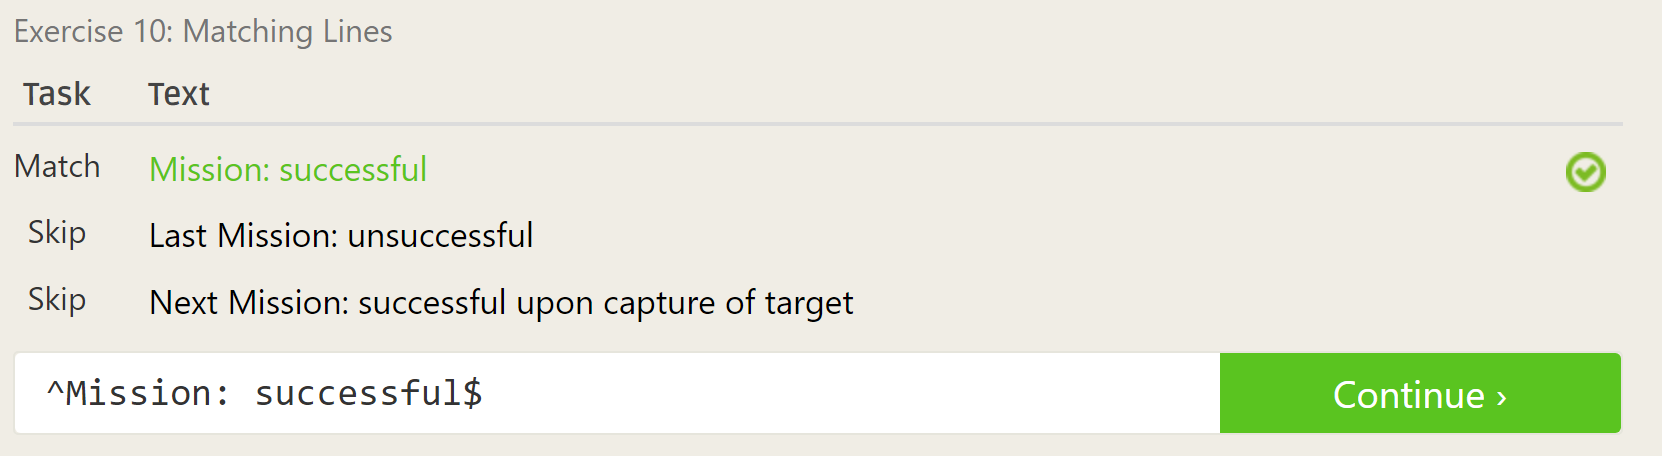 Exercise 10: Matching Lines
Task Text
Match Mission: successful
Skip Last Mission: unsuccessful
Skip Next Mission: successful upon capture of target
^Mission: successful$ Continue ›